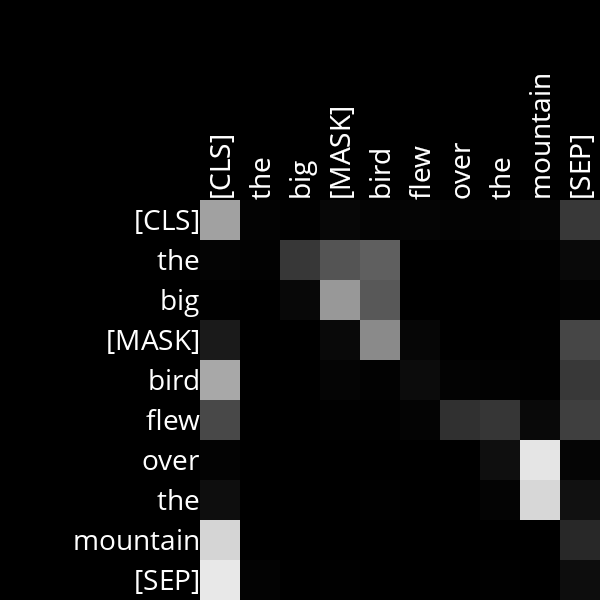 [CLS] the big [MASK] bird flew over the mountain [SEP]
[CLS]
the
big
[MASK]
bird
flew
over
the
mountain
[SEP]